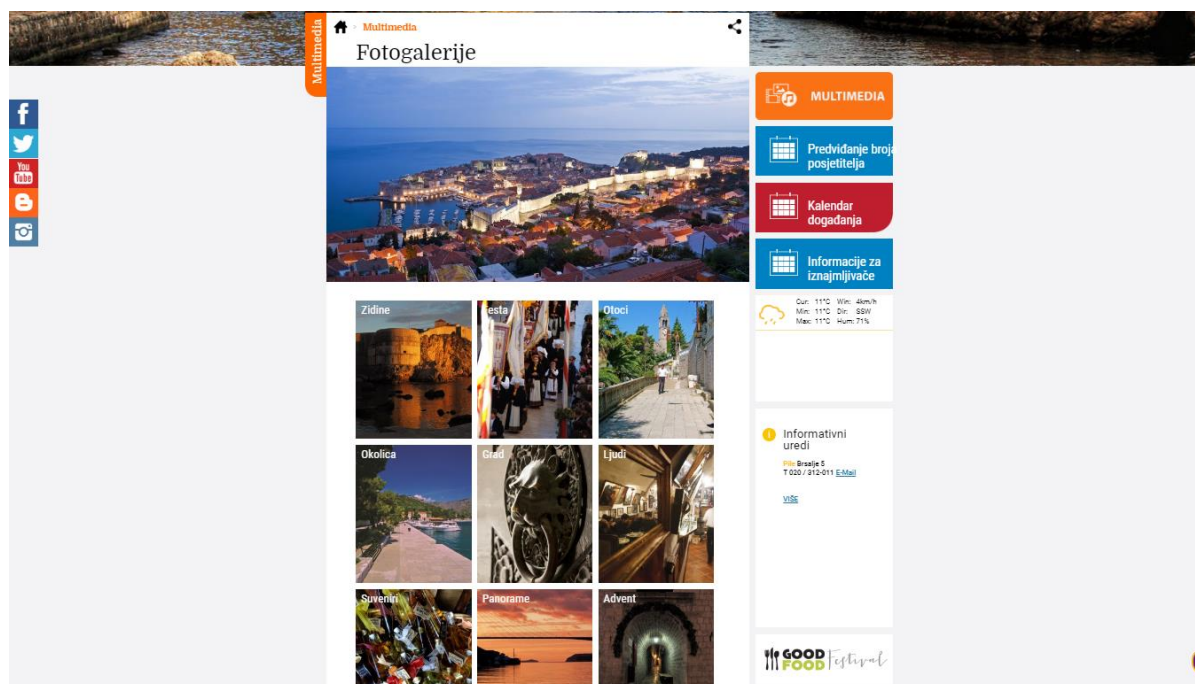 Multimedia
Multimedia
Fotogalerije
You
Tube
MULTIMEDIA
Predviđanje broja
posjetitelja
Kalendar
događanja
Informacije za
iznajmljivače
Cur: 11°C Win: 4km/h
Min: 11°C Dir: SSW
Max: 11°C Hum: 71%
Zidine
Festa
Otoci
Okolica
Grad
Ljudi
Suveniri
Panorame
Advent
Informativni
uredi
Pile Brsalje 5
T 020 / 312-011 E-Mail
VIŠE
GOOD
FOOD Festival